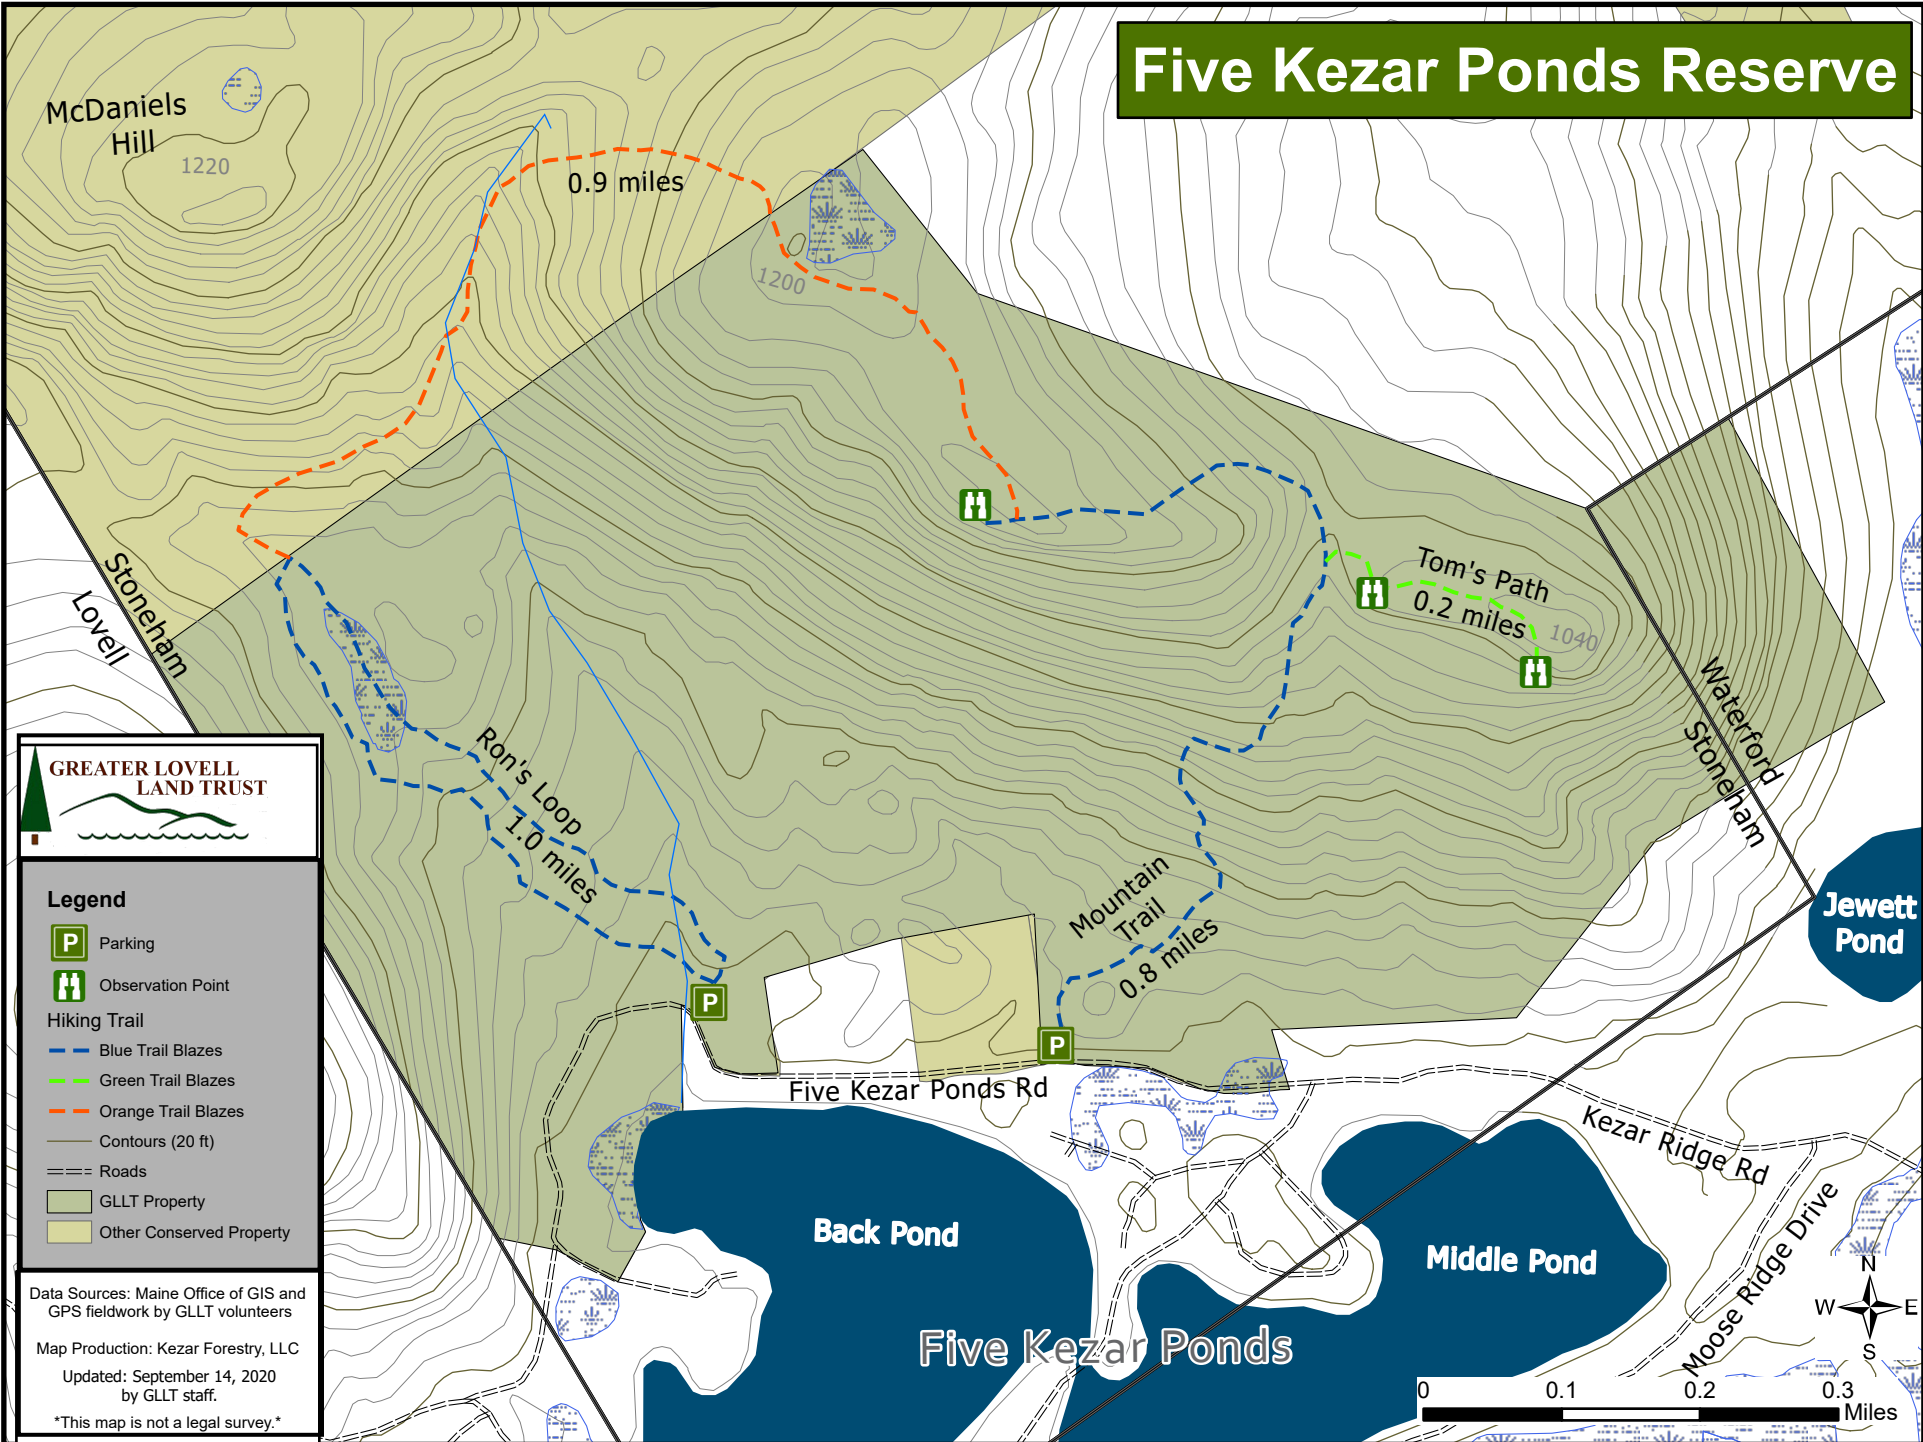 Five Kezar Ponds Reserve
McDaniels
Hill
1220
0.9 miles
1200
Tom's Path
0.2 miles
1040
Stoneham
Lovell
Waterford
Stoneham
Ron's Loop
1.0 miles
Mountain
Trail
0.8 miles
Jewett
Pond
P
P
Five Kezar Ponds Rd
Kezar Ridge Rd
Moose Ridge Drive
Back Pond
Middle Pond
Five Kezar Ponds
GREATER LOVELL
LAND TRUST
Legend
P Parking
Observation Point
Hiking Trail
Blue Trail Blazes
Green Trail Blazes
Orange Trail Blazes
Contours (20 ft)
Roads
GLLT Property
Other Conserved Property
Data Sources: Maine Office of GIS and
GPS fieldwork by GLLT volunteers
Map Production: Kezar Forestry, LLC
Updated: September 14, 2020
by GLLT staff.
*This map is not a legal survey.*
N
W E
S
0 0.1 0.2 0.3
Miles